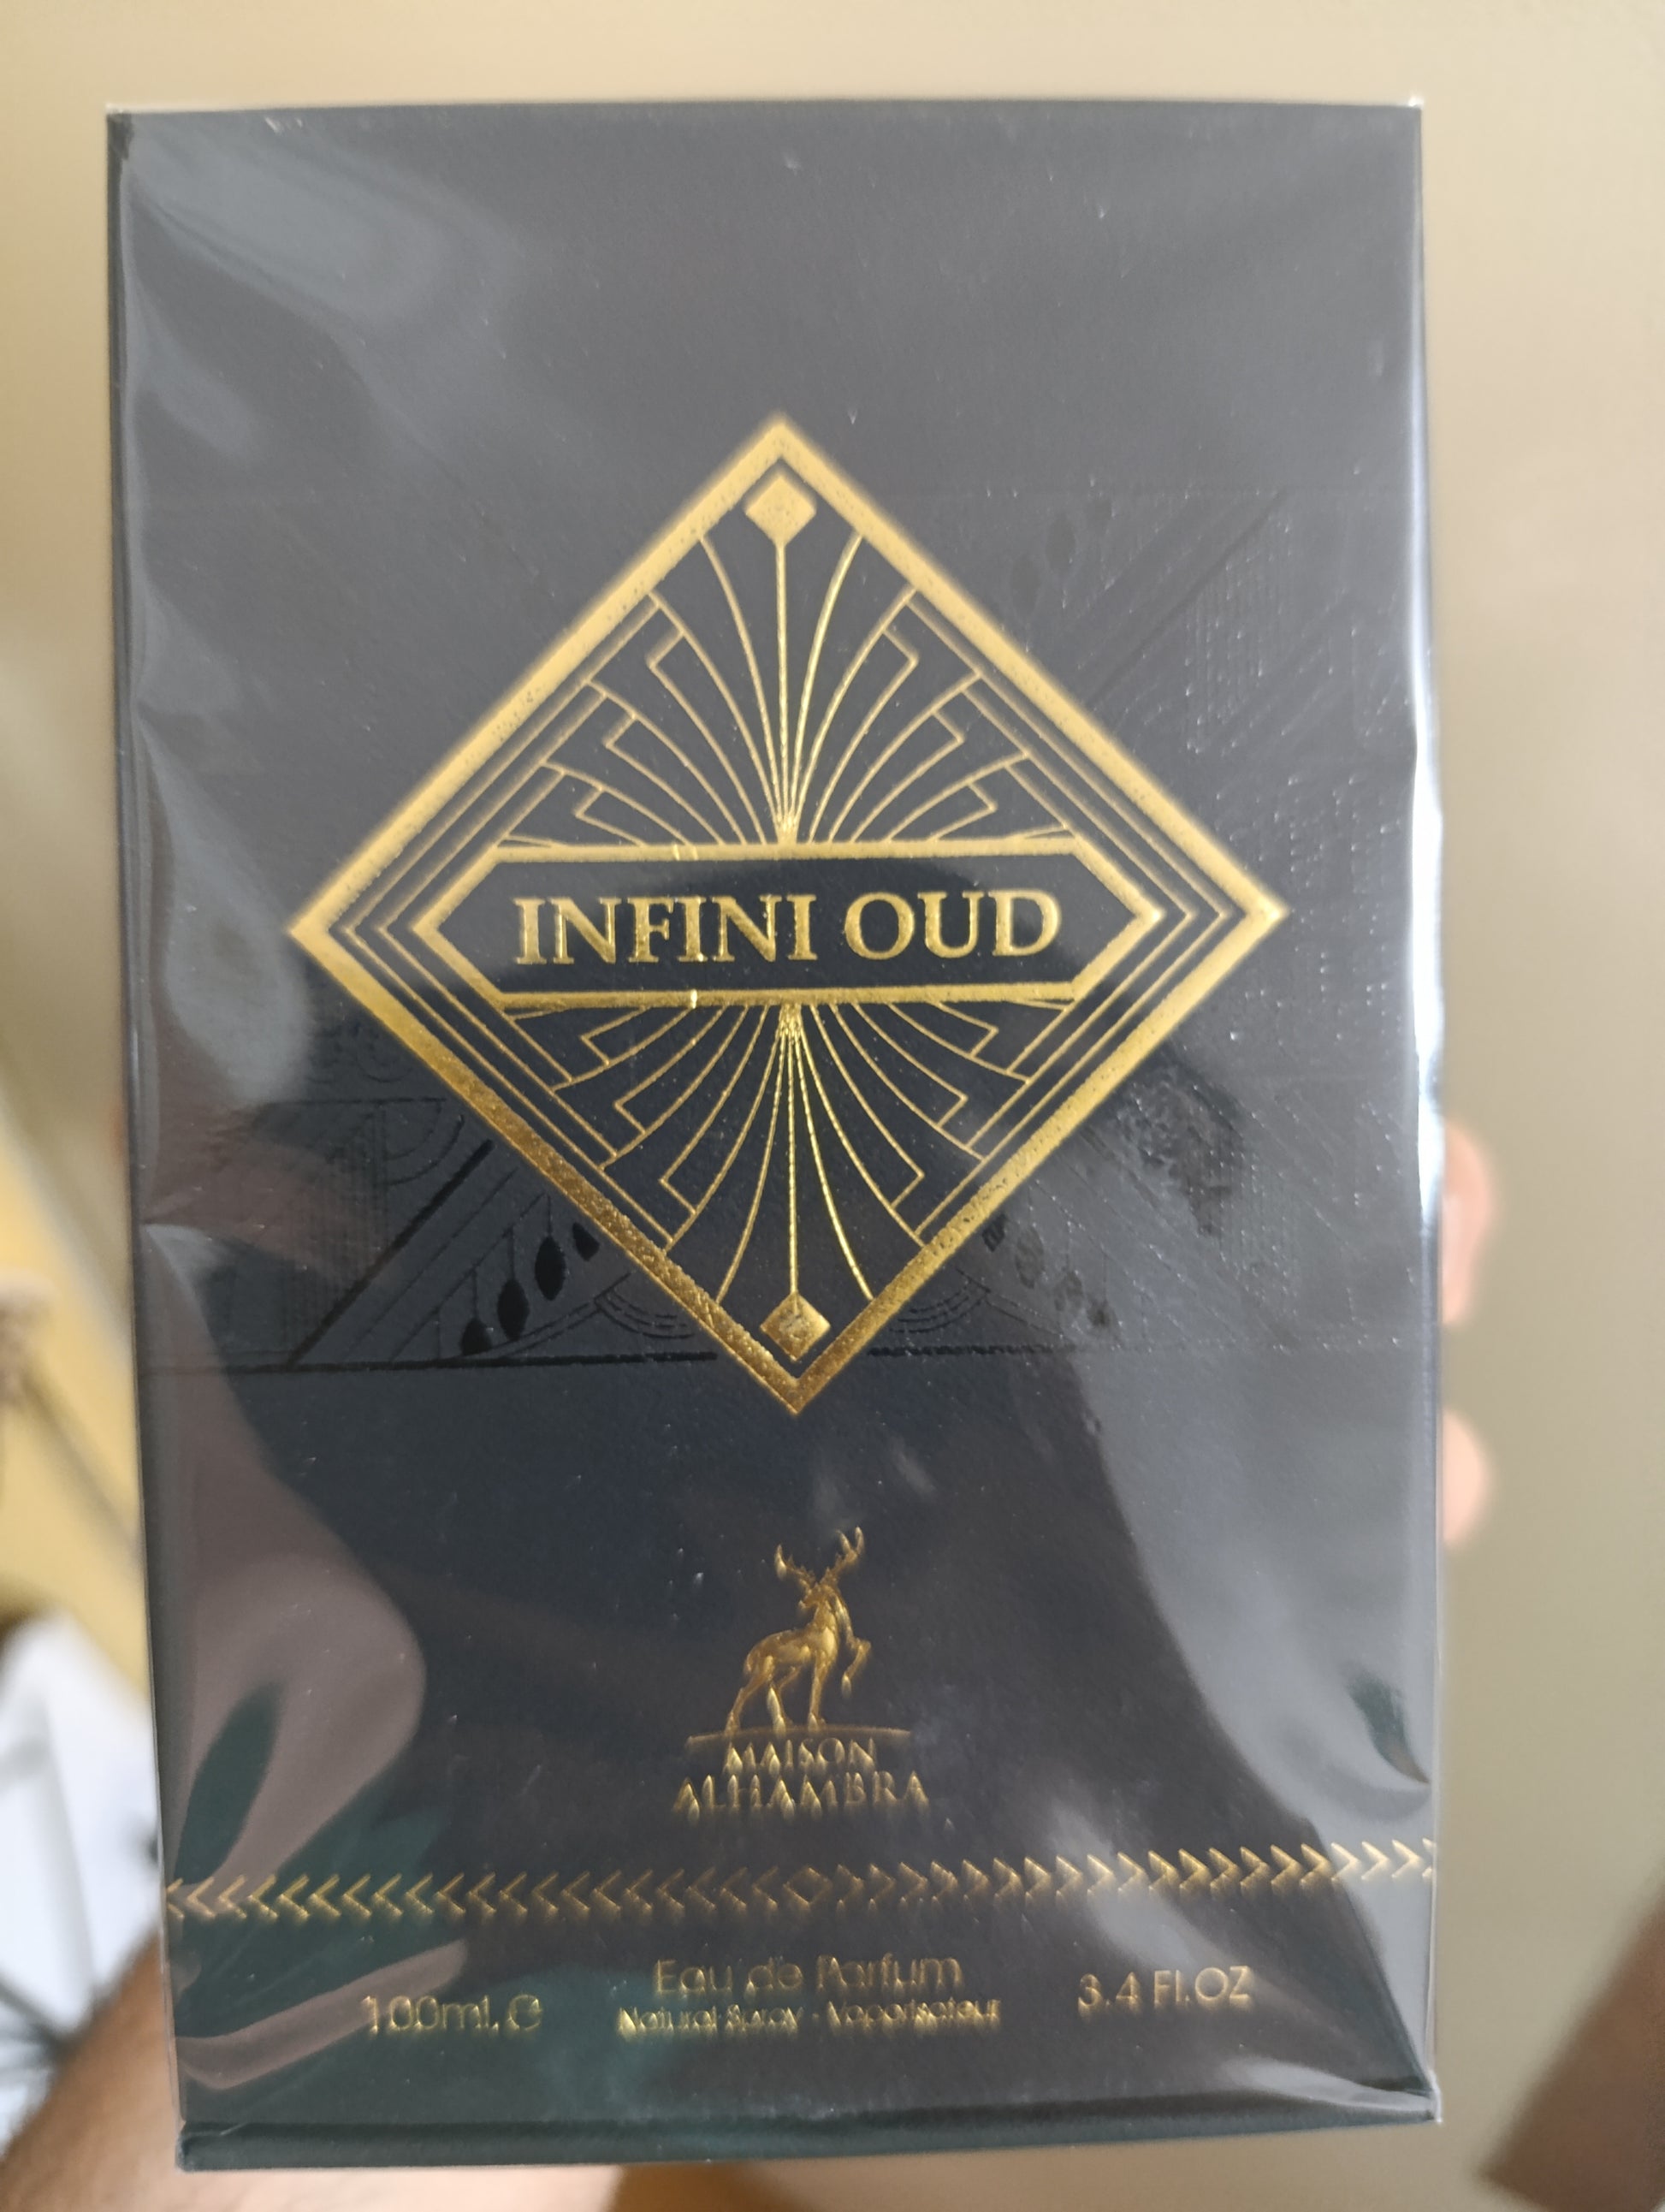 INFINI OUD
MAISON
ALHAMBRA
100ml. ℮
Eau de Parfum
Natural Spray - Vaporisateur
3.4 Fl.OZ